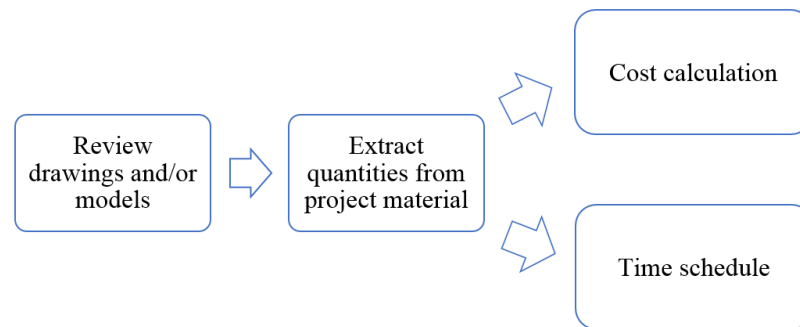 Review
drawings and/or
models
Extract
quantities from
project material
Cost calculation
Time schedule